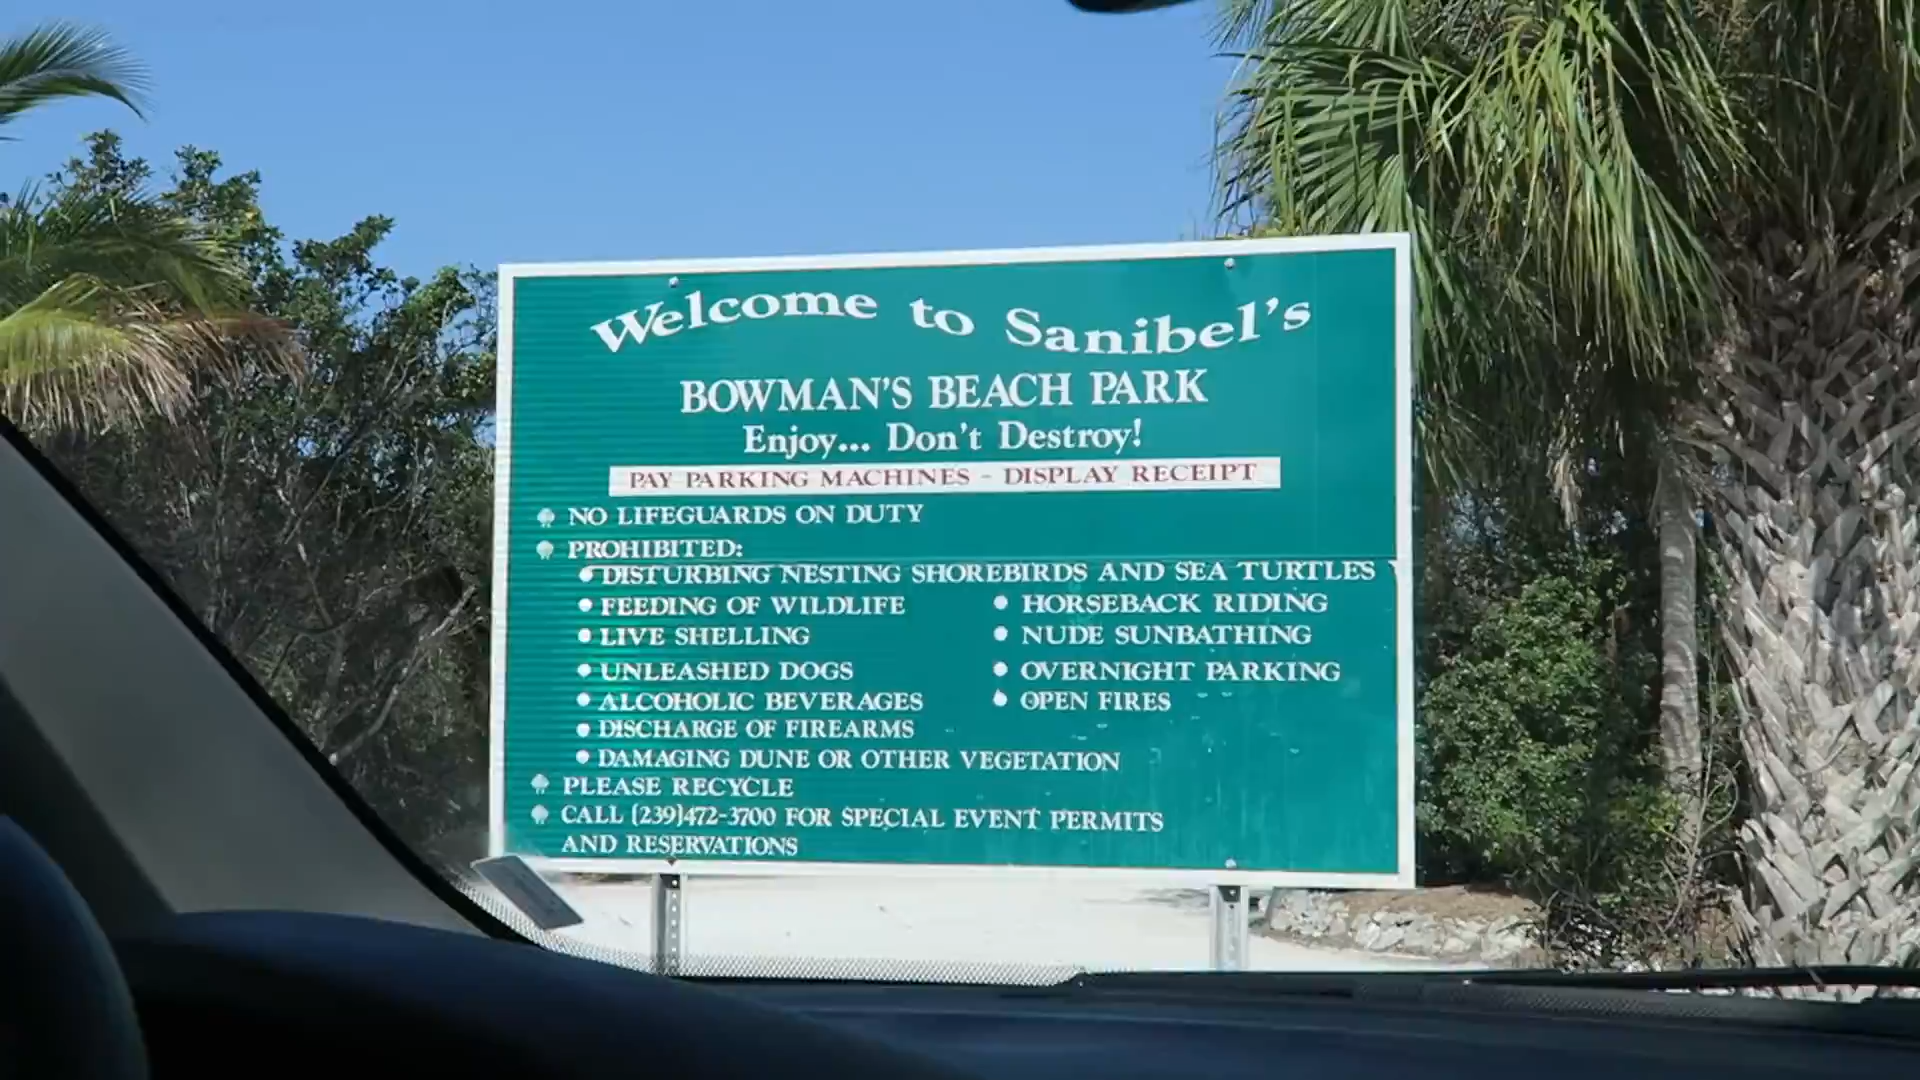 Welcome to Sanibel's
BOWMAN'S BEACH PARK
Enjoy... Don't Destroy!
PAY PARKING MACHINES - DISPLAY RECEIPT
NO LIFEGUARDS ON DUTY
PROHIBITED:
• DISTURBING NESTING SHOREBIRDS AND SEA TURTLES
• FEEDING OF WILDLIFE • HORSEBACK RIDING
• LIVE SHELLING • NUDE SUNBATHING
• UNLEASHED DOGS • OVERNIGHT PARKING
• ALCOHOLIC BEVERAGES • OPEN FIRES
• DISCHARGE OF FIREARMS
• DAMAGING DUNE OR OTHER VEGETATION
PLEASE RECYCLE
CALL (239)472-3700 FOR SPECIAL EVENT PERMITS
AND RESERVATIONS